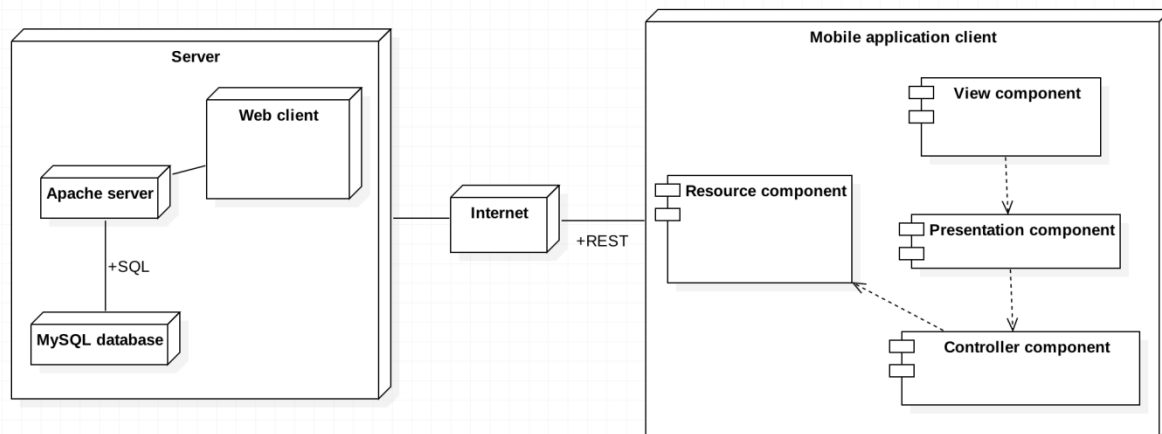 Server
Web client
Apache server
+SQL
MySQL database
Internet
+REST
Mobile application client
View component
Resource component
Presentation component
Controller component